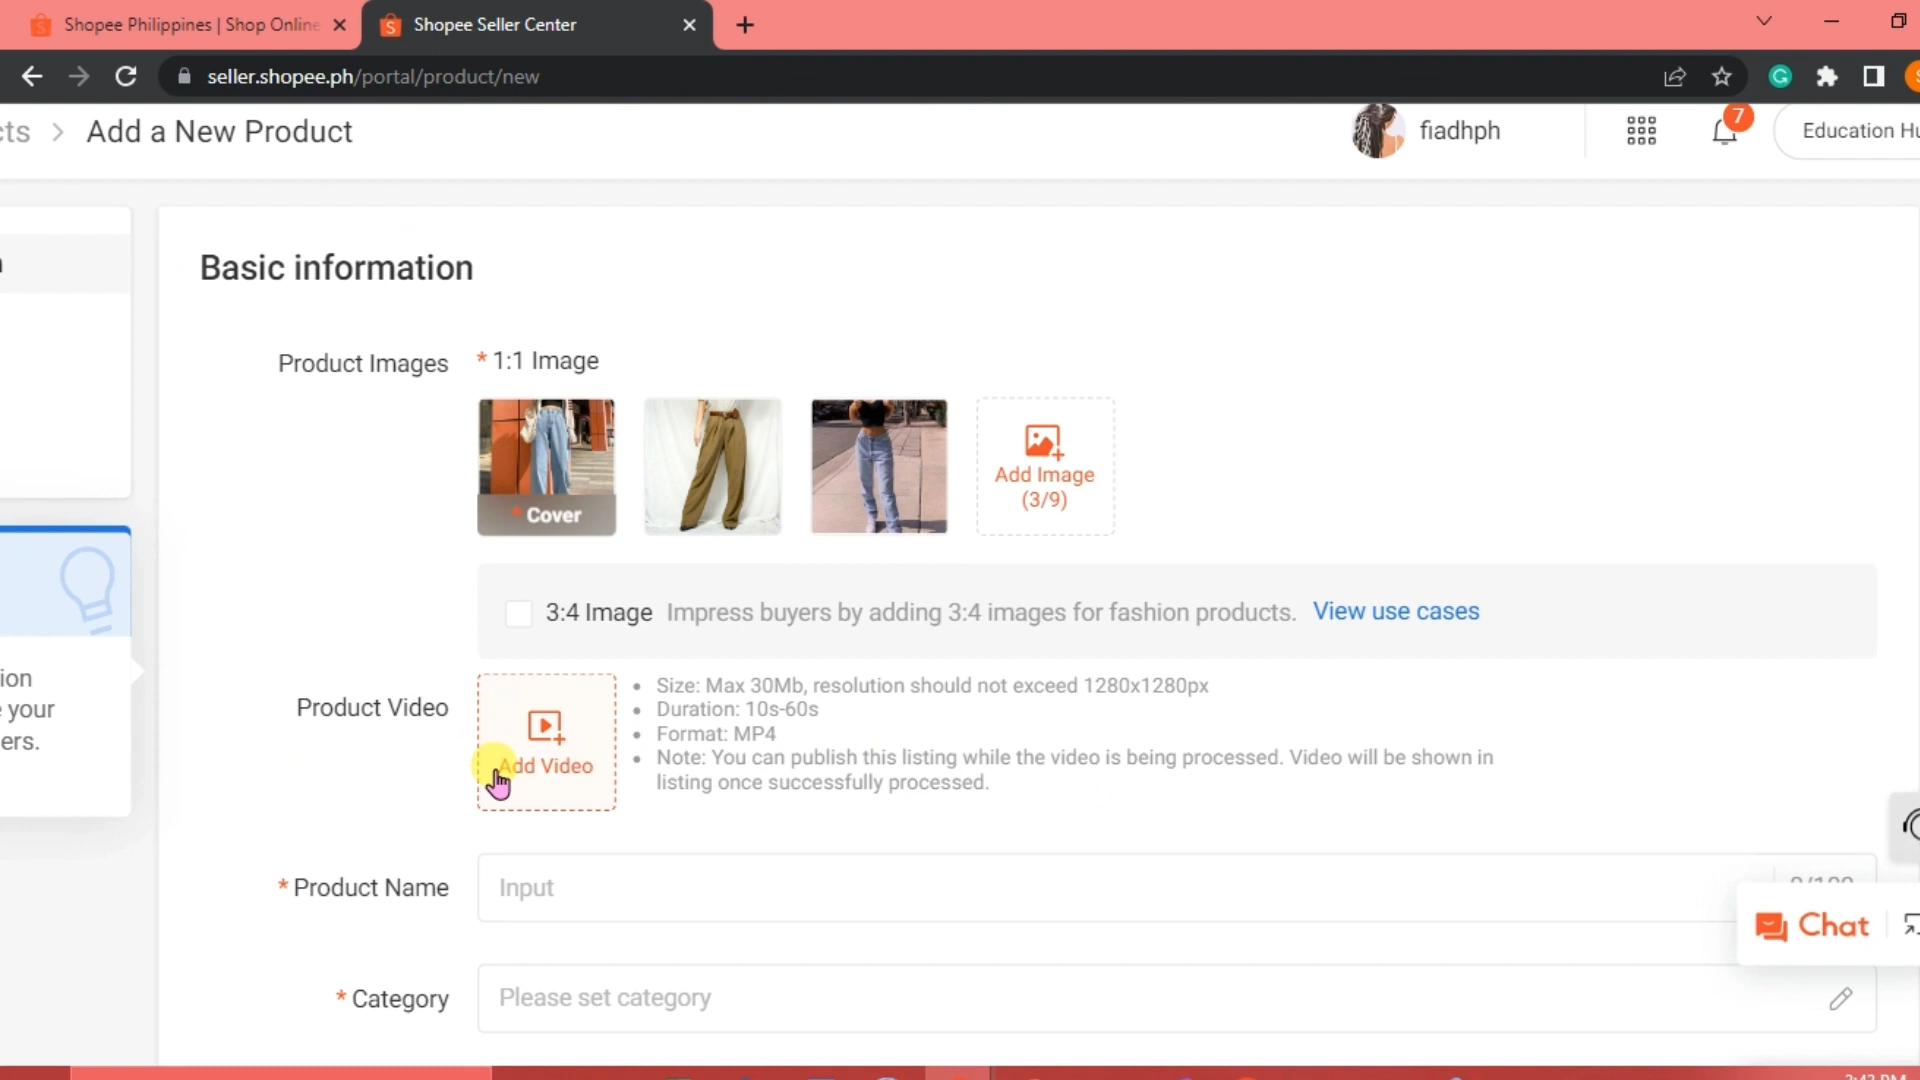 Shopee Philippines | Shop Online
Shopee Seller Center
seller.shopee.ph/portal/product/new
cts > Add a New Product
fiadhph
7
Education Hu
Basic information
Product Images
* 1:1 Image
* Cover
Add Image
(3/9)
3:4 Image Impress buyers by adding 3:4 images for fashion products. View use cases
ion
e your
ers.
Product Video
Add Video
• Size: Max 30Mb, resolution should not exceed 1280x1280px
• Duration: 10s-60s
• Format: MP4
• Note: You can publish this listing while the video is being processed. Video will be shown in
listing once successfully processed.
* Product Name
Input
Chat
* Category
Please set category